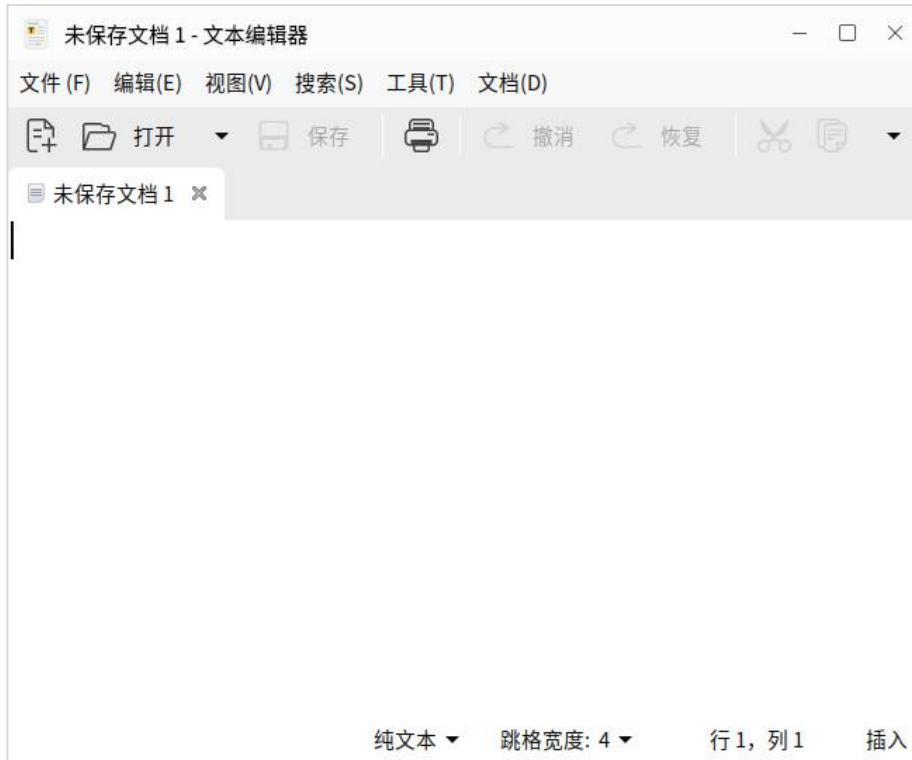 未保存文档 1 - 文本编辑器
文件 (F) 编辑(E) 视图(V) 搜索(S) 工具(T) 文档(D)
打开 保存 撤消 恢复
未保存文档 1
纯文本 跳格宽度: 4 行 1，列 1 插入